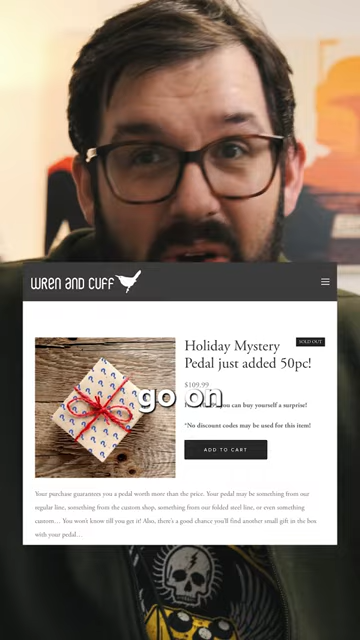 wren and cuff
Holiday Mystery
SOLD OUT
Pedal just added 50pc!
$109.99
go on
you can buy yourself a surprise!
*No discount codes may be used for this item!
ADD TO CART
Your purchase guarantees you a pedal worth more than the price. Your pedal may be something from our
regular line, something from the custom shop, something from our folded steel line, or even something
custom… You won't know till you get it! Also, there's a good chance you'll find another small gift in the box
with your pedal…